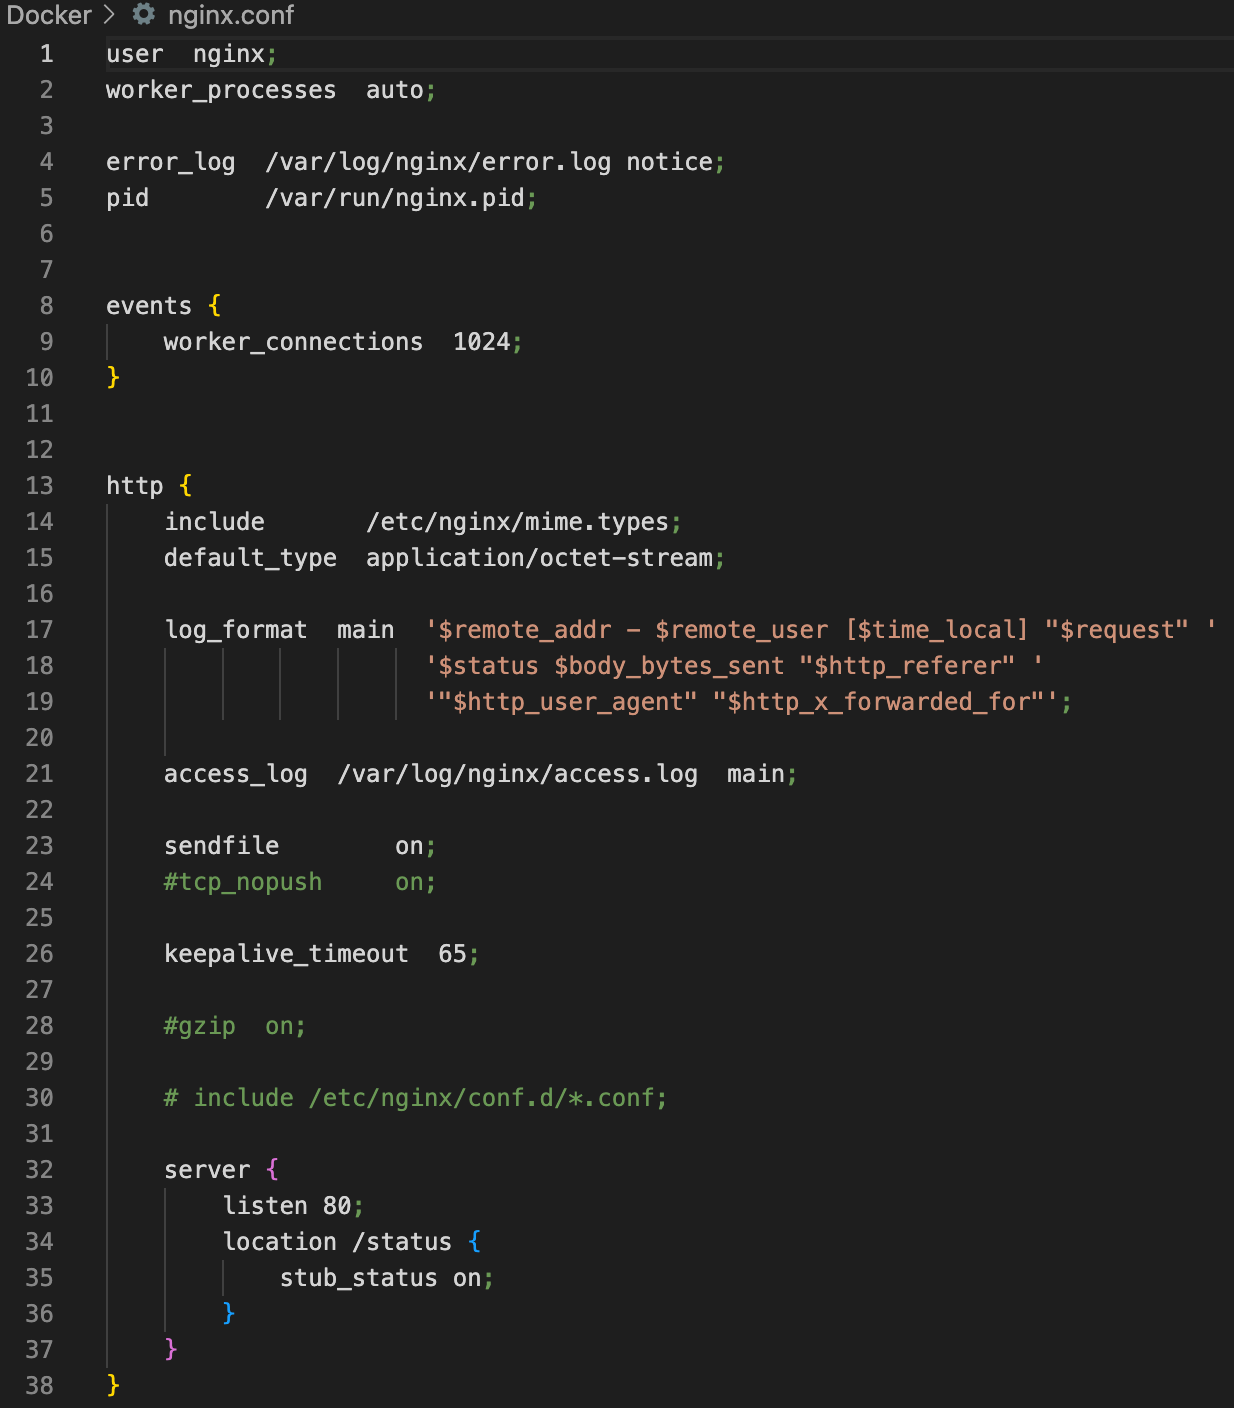 Docker > nginx.conf
1 user  nginx;
2 worker_processes  auto;
3
4 error_log  /var/log/nginx/error.log notice;
5 pid        /var/run/nginx.pid;
6
7
8 events {
9     worker_connections  1024;
10 }
11
12
13 http {
14     include       /etc/nginx/mime.types;
15     default_type  application/octet-stream;
16
17     log_format  main  '$remote_addr - $remote_user [$time_local] "$request" '
18                       '$status $body_bytes_sent "$http_referer" '
19                       '"$http_user_agent" "$http_x_forwarded_for"';
20
21     access_log  /var/log/nginx/access.log  main;
22
23     sendfile        on;
24     #tcp_nopush     on;
25
26     keepalive_timeout  65;
27
28     #gzip  on;
29
30     # include /etc/nginx/conf.d/*.conf;
31
32     server {
33         listen 80;
34         location /status {
35             stub_status on;
36         }
37     }
38 }